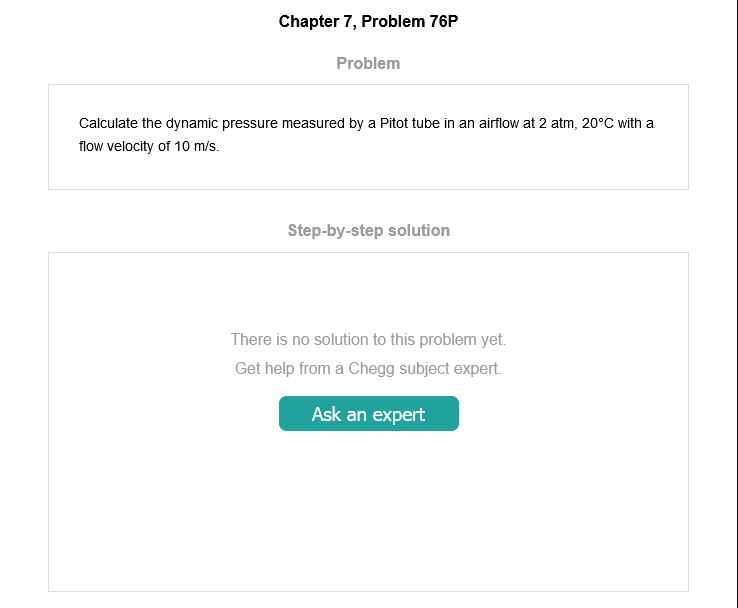 Chapter 7, Problem 76P
Problem
Calculate the dynamic pressure measured by a Pitot tube in an airflow at 2 atm, 20°C with a
flow velocity of 10 m/s.
Step-by-step solution
There is no solution to this problem yet.
Get help from a Chegg subject expert.
Ask an expert